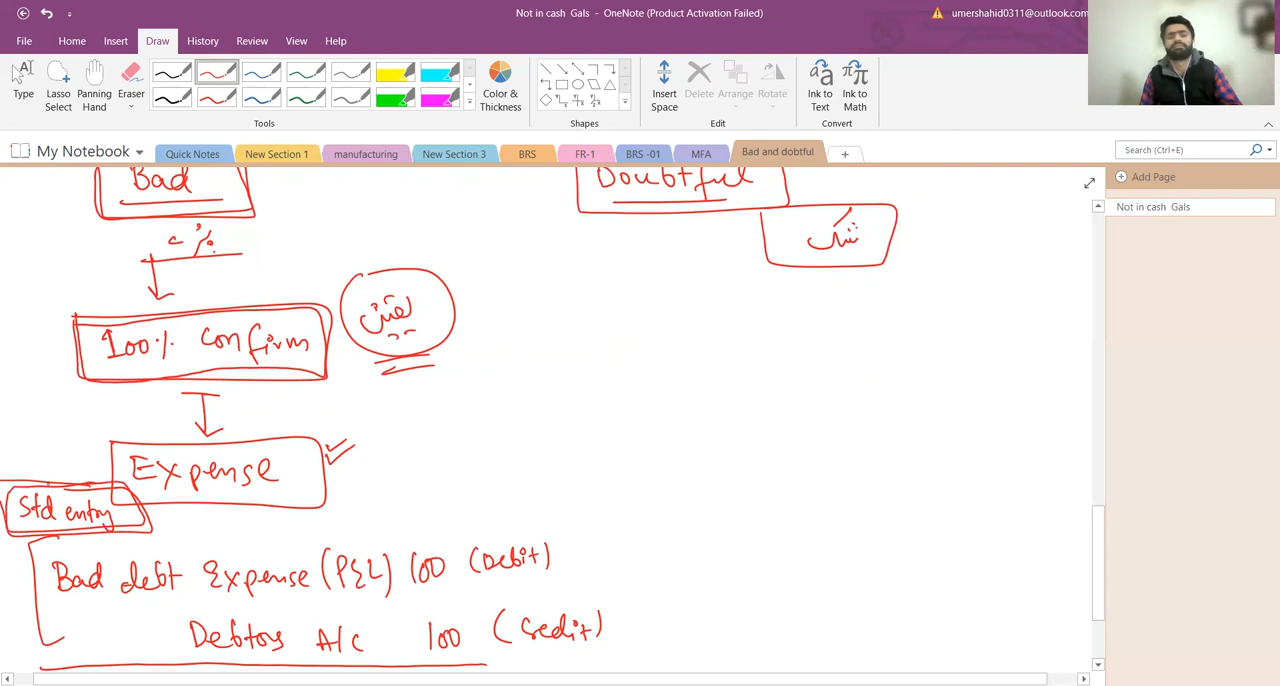 Not in cash Gals - OneNote (Product Activation Failed)
umershahid0311@outlook.com
File Home Insert Draw History Review View Help
Type
Lasso Select
Panning Hand
Eraser
Color & Thickness
Insert Space
Delete
Arrange
Rotate
Ink to Text
Ink to Math
Tools
Shapes
Edit
Convert
My Notebook
Quick Notes
New Section 1
manufacturing
New Section 3
BRS
FR-1
BRS -01
MFA
Bad and dobtful
Search (Ctrl+E)
Add Page
Not in cash Gals
Bad
Doubtful
شک
100% confirm
یقین
Expense
Std entry
Bad debt Expense (P&L) 100 (Debit)
Debtors A/C 100 (Credit)